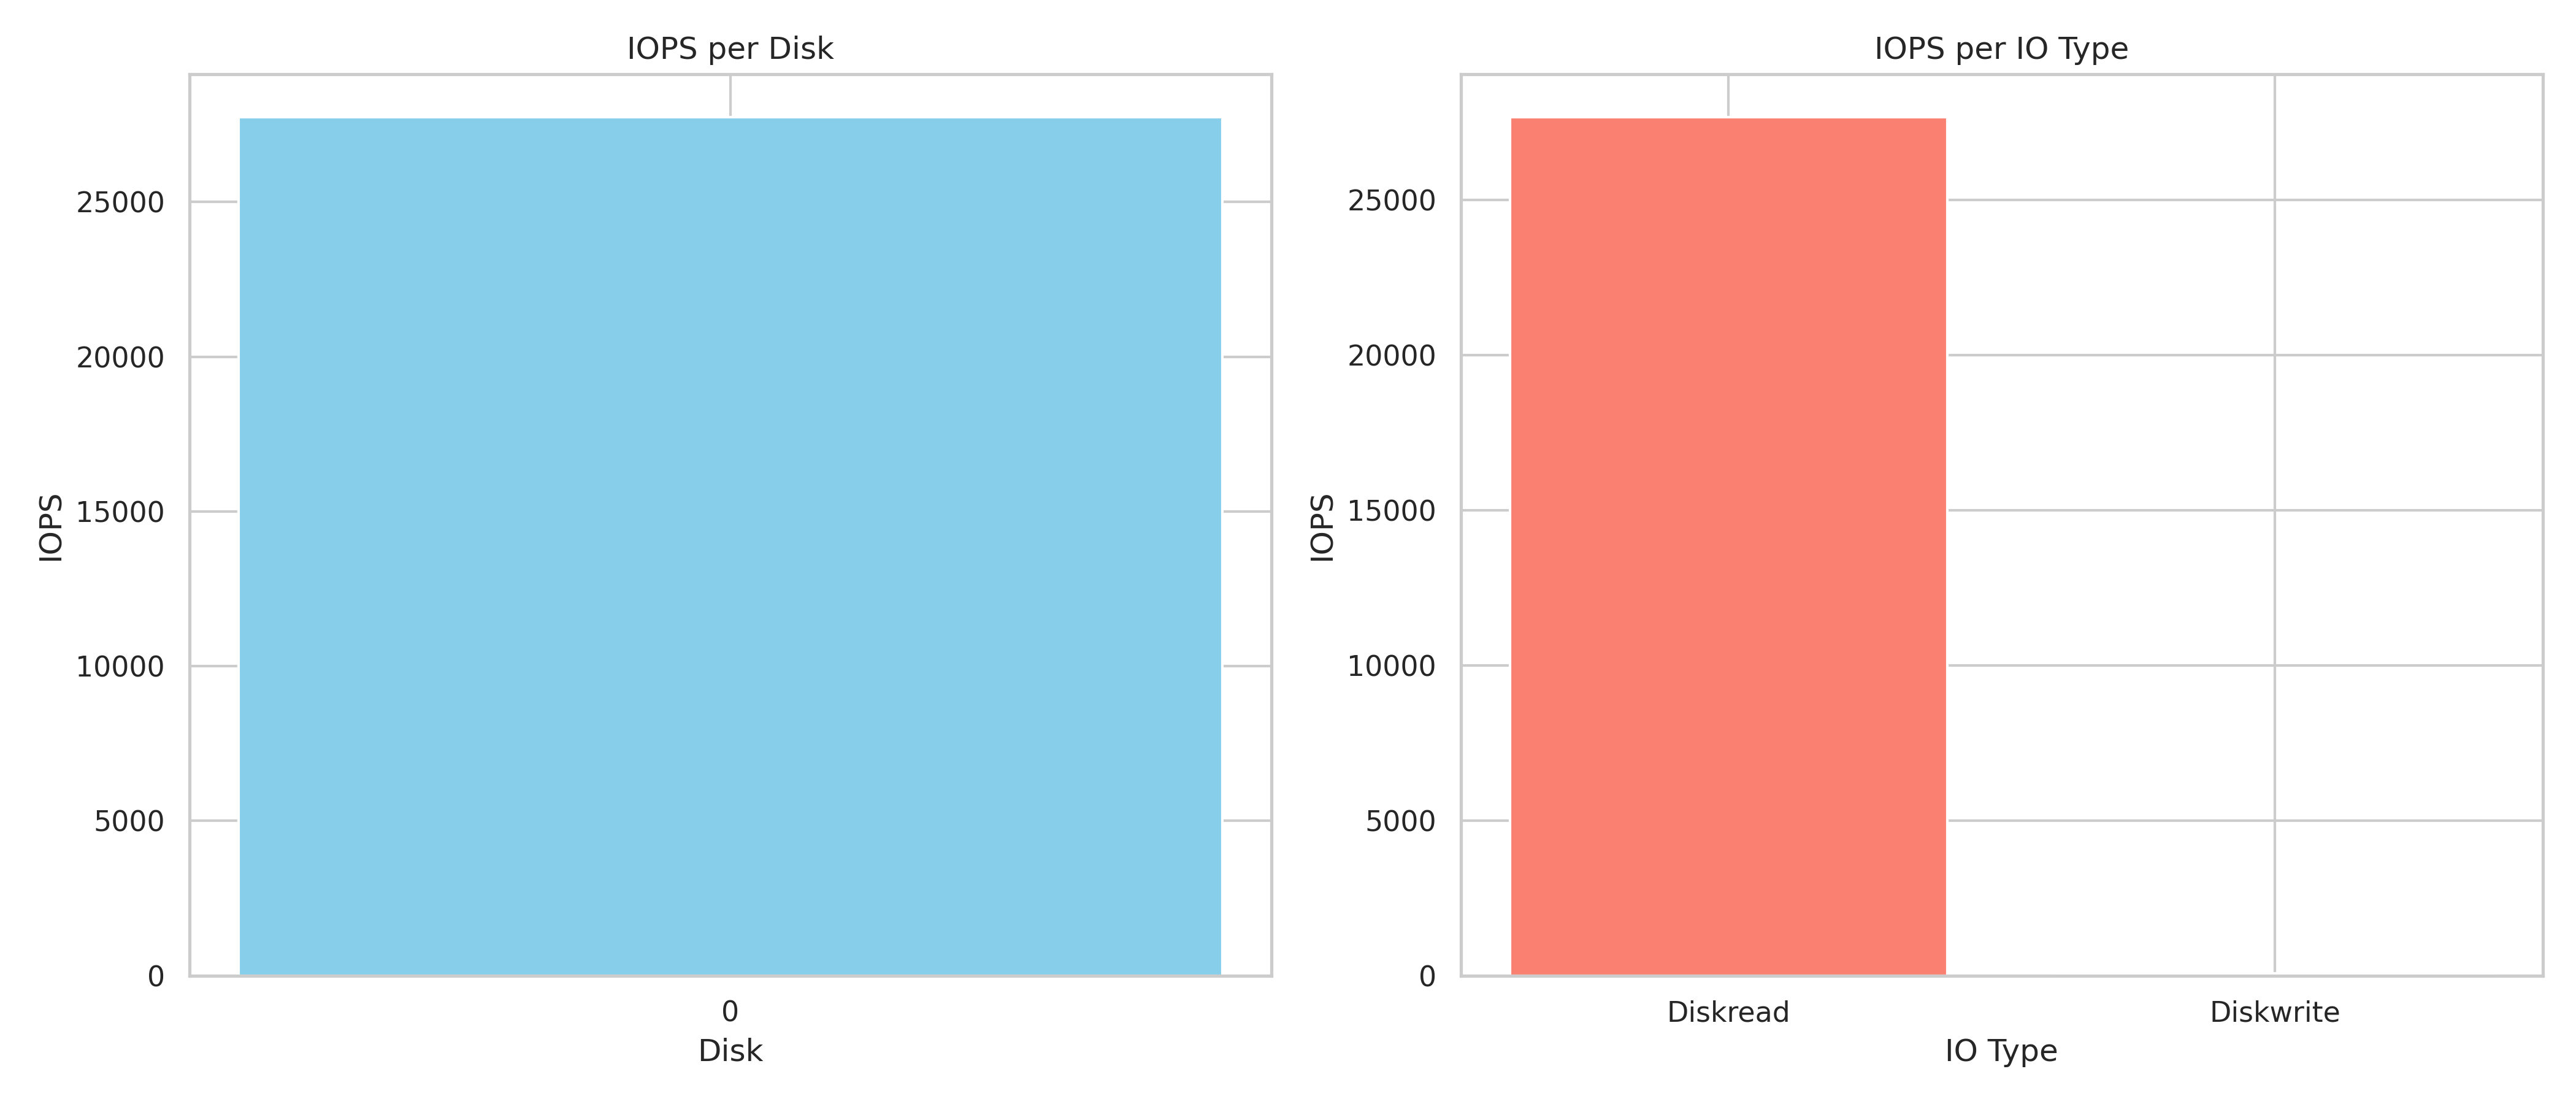 IOPS per Disk
IOPS
25000
20000
15000
10000
5000
0
0
Disk
IOPS per IO Type
IOPS
25000
20000
15000
10000
5000
0
Diskread Diskwrite
IO Type